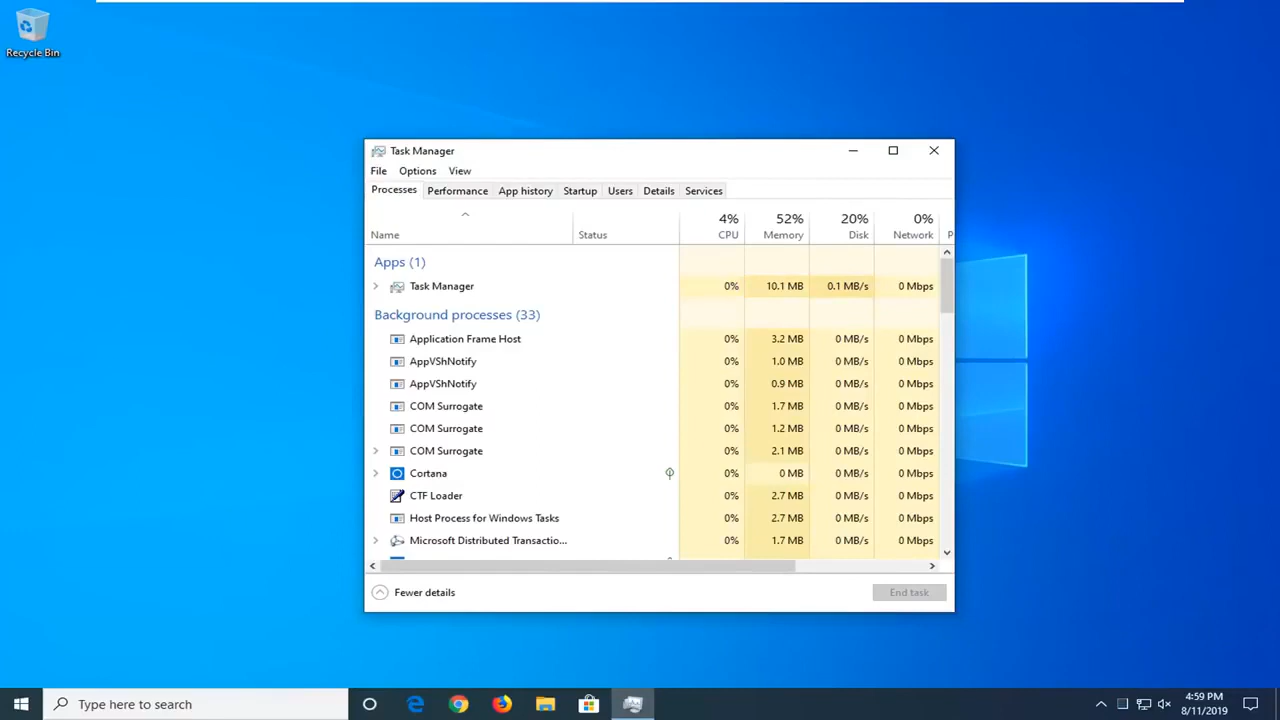 Recycle Bin
Task Manager
File Options View
Processes Performance App history Startup Users Details Services
4% 52% 20% 0%
Name Status CPU Memory Disk Network P
Apps (1)
Task Manager 0% 10.1 MB 0.1 MB/s 0 Mbps
Background processes (33)
Application Frame Host 0% 3.2 MB 0 MB/s 0 Mbps
AppVShNotify 0% 1.0 MB 0 MB/s 0 Mbps
AppVShNotify 0% 0.9 MB 0 MB/s 0 Mbps
COM Surrogate 0% 1.7 MB 0 MB/s 0 Mbps
COM Surrogate 0% 1.2 MB 0 MB/s 0 Mbps
COM Surrogate 0% 2.1 MB 0 MB/s 0 Mbps
Cortana 0% 0 MB 0 MB/s 0 Mbps
CTF Loader 0% 2.7 MB 0 MB/s 0 Mbps
Host Process for Windows Tasks 0% 2.7 MB 0 MB/s 0 Mbps
Microsoft Distributed Transactio... 0% 1.7 MB 0 MB/s 0 Mbps
Fewer details End task
Type here to search
4:59 PM
8/11/2019